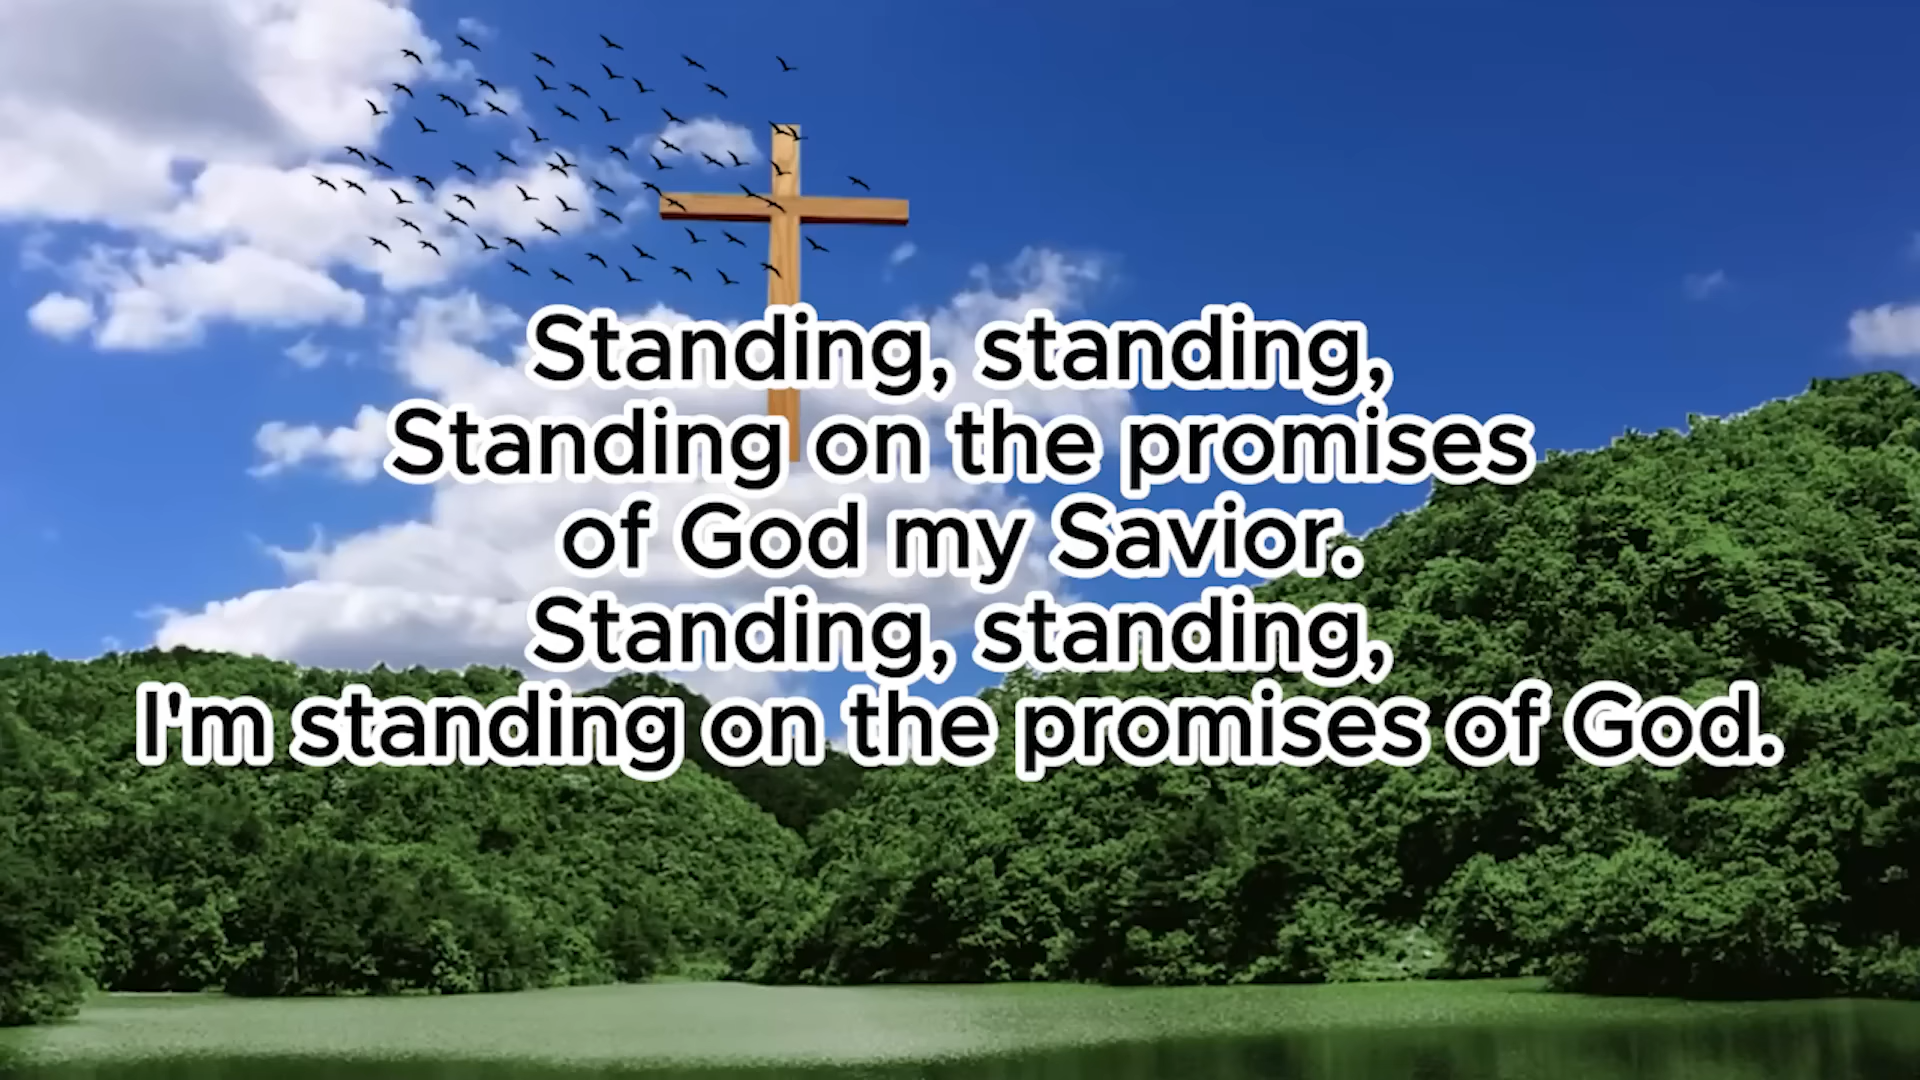 Standing, standing,
Standing on the promises
of God my Savior.
Standing, standing,
I'm standing on the promises of God.